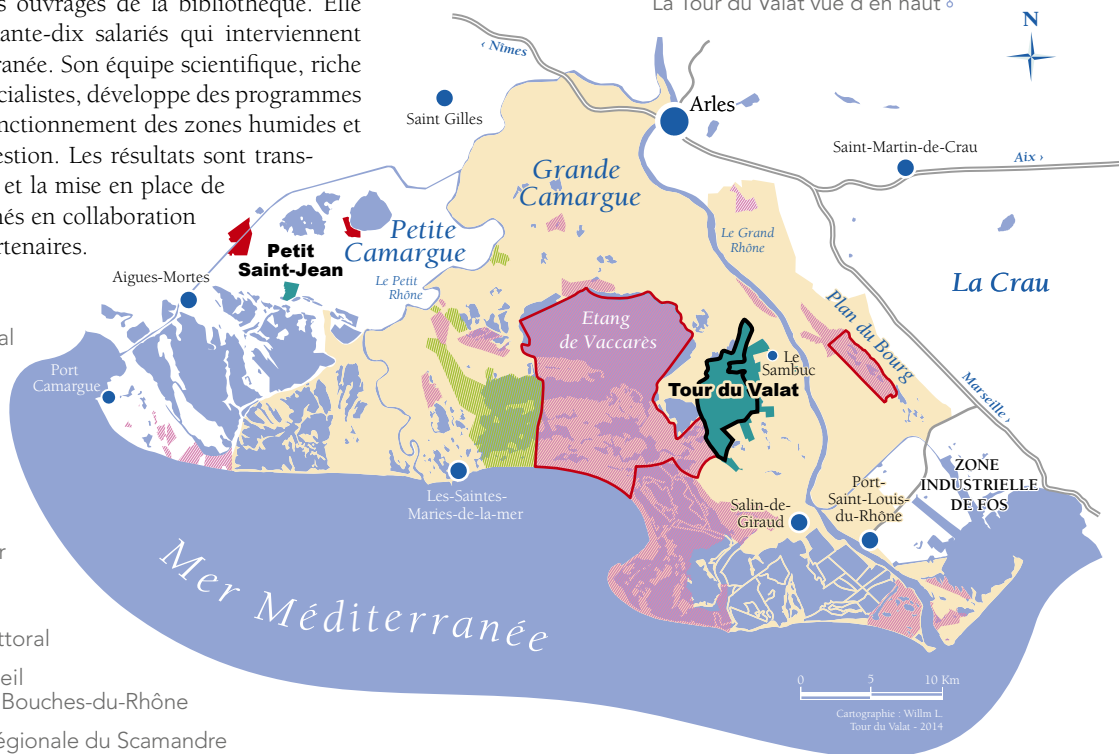 s ouvrages de la bibliothèque. Elle
ante-dix salariés qui interviennent
ranée. Son équipe scientifique, riche
cialistes, développe des programmes
nctionnement des zones humides et
estion. Les résultats sont trans-
et la mise en place de
nés en collaboration
rtenaires.
La Tour du Valat vue d'en haut
N
‹ Nîmes
Saint Gilles
Arles
Saint-Martin-de-Crau
Aix ›
Grande
Camargue
Petite
Camargue
Petit
Saint-Jean
Le Petit
Rhône
Le Grand
Rhône
Aigues-Mortes
La Crau
Plan du Bourg
Etang
de Vaccarès
Le
Sambuc
Tour du Valat
Marseille ›
al
Port
Camargue
ZONE
INDUSTRIELLE
DE FOS
Port-
Saint-Louis-
du-Rhône
Les-Saintes-
Maries-de-la-mer
Salin-de-
Giraud
Mer Méditerranée
r
ttoral
eil
Bouches-du-Rhône
égionale du Scamandre
0 5 10 Km
Cartographie : Willm L.
Tour du Valat - 2014